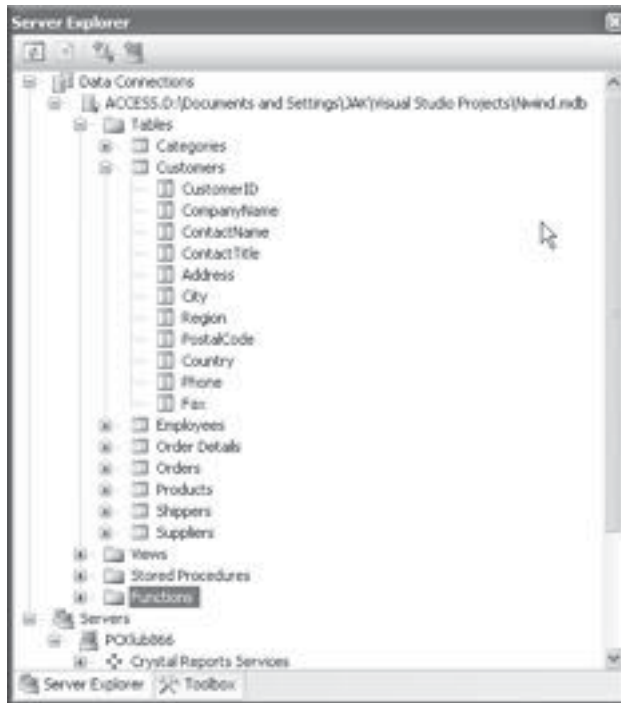 Server Explorer
Data Connections
ACCESS.D:\Documents and Settings\JAK\Visual Studio Projects\Nwind.mdb
Tables
Categories
Customers
CustomerID
CompanyName
ContactName
ContactTitle
Address
City
Region
PostalCode
Country
Phone
Fax
Employees
Order Details
Orders
Products
Shippers
Suppliers
Views
Stored Procedures
Functions
Servers
Crystal Reports Services
Server Explorer Toolbox